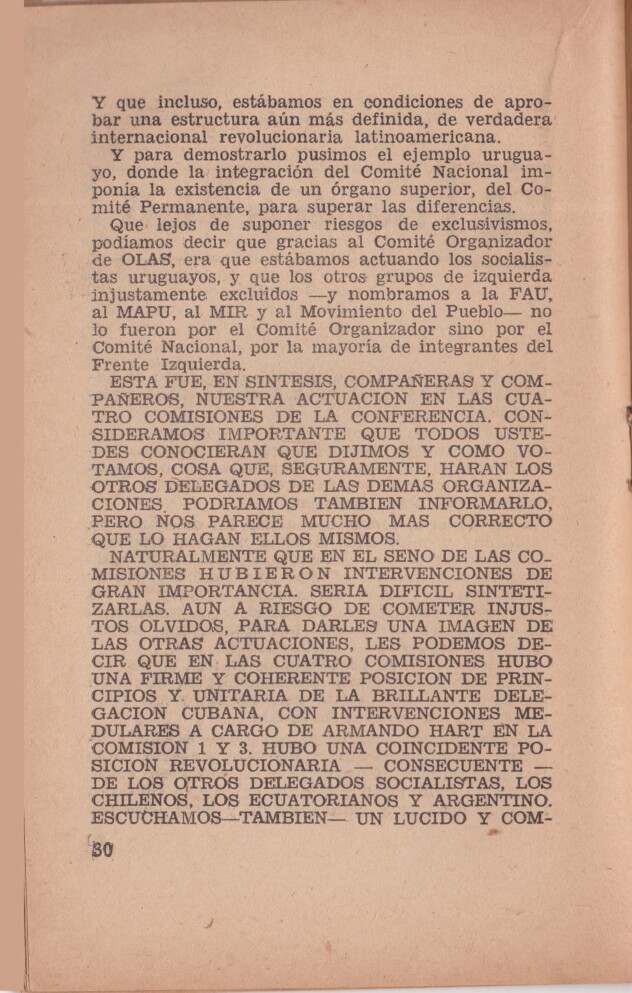 Y que incluso, estábamos en condiciones de apro-
bar una estructura aún más definida, de verdadera
internacional revolucionaria latinoamericana.
Y para demostrarlo pusimos el ejemplo urugua-
yo, donde la integración del Comité Nacional im-
ponía la existencia de un órgano superior, del Co-
mité Permanente, para superar las diferencias.
Que lejos de suponer riesgos de exclusivismos,
podíamos decir que gracias al Comité Organizador
de OLAS, era que estábamos actuando los socialis-
tas uruguayos, y que los otros grupos de izquierda
injustamente excluidos —y nombramos a la FAU,
al MAPU, al MIR y al Movimiento del Pueblo— no
lo fueron por el Comité Organizador sino por el
Comité Nacional, por la mayoría de integrantes del
Frente Izquierda.
ESTA FUE, EN SINTESIS, COMPAÑERAS Y COM-
PAÑEROS, NUESTRA ACTUACION EN LAS CUA-
TRO COMISIONES DE LA CONFERENCIA. CON-
SIDERAMOS IMPORTANTE QUE TODOS USTE-
DES CONOCIERAN QUE DIJIMOS Y COMO VO-
TAMOS, COSA QUE, SEGURAMENTE, HARAN LOS
OTROS DELEGADOS DE LAS DEMAS ORGANIZA-
CIONES. PODRIAMOS TAMBIEN INFORMARLO,
PERO NOS PARECE MUCHO MAS CORRECTO
QUE LO HAGAN ELLOS MISMOS.
NATURALMENTE QUE EN EL SENO DE LAS CO-
MISIONES HUBIERON INTERVENCIONES DE
GRAN IMPORTANCIA. SERIA DIFICIL SINTETI-
ZARLAS. AUN A RIESGO DE COMETER INJUS-
TOS OLVIDOS, PARA DARLES UNA IMAGEN DE
LAS OTRAS ACTUACIONES, LES PODEMOS DE-
CIR QUE EN LAS CUATRO COMISIONES HUBO
UNA FIRME Y COHERENTE POSICION DE PRIN-
CIPIOS Y UNITARIA DE LA BRILLANTE DELE-
GACION CUBANA, CON INTERVENCIONES ME-
DULARES A CARGO DE ARMANDO HART EN LA
COMISION 1 Y 3. HUBO UNA COINCIDENTE PO-
SICION REVOLUCIONARIA — CONSECUENTE —
DE LOS OTROS DELEGADOS SOCIALISTAS, LOS
CHILENOS, LOS ECUATORIANOS Y ARGENTINO.
ESCUCHAMOS—TAMBIEN— UN LUCIDO Y COM-
30